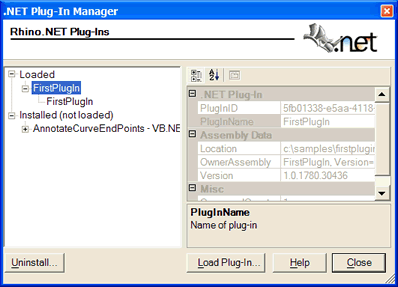 .NET Plug-In Manager
Rhino.NET Plug-Ins
.net
Loaded
FirstPlugIn
FirstPlugIn
Installed (not loaded)
AnnotateCurveEndPoints - VB.NE
.NET Plug-In
PlugInID 5fb01338-e5aa-4118-
PlugInName FirstPlugIn
Assembly Data
Location c:\samples\firstplugin
OwnerAssembly FirstPlugIn, Version=
Version 1.0.1780.30436
Misc
PlugInName
Name of plug-in
Uninstall...
Load Plug-In...
Help
Close